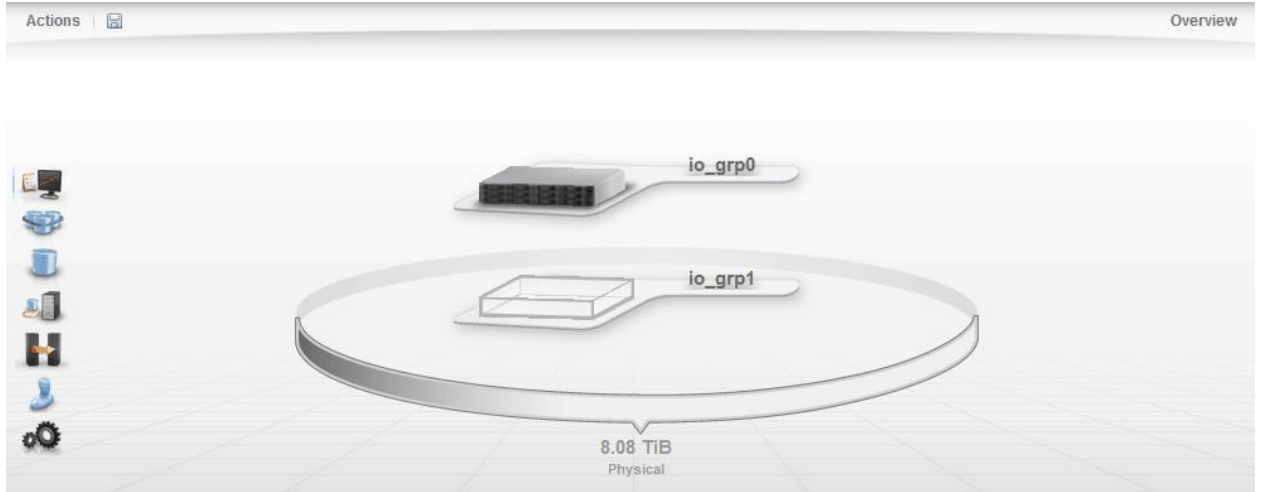 Actions
Overview
io_grp0
io_grp1
8.08 TiB
Physical